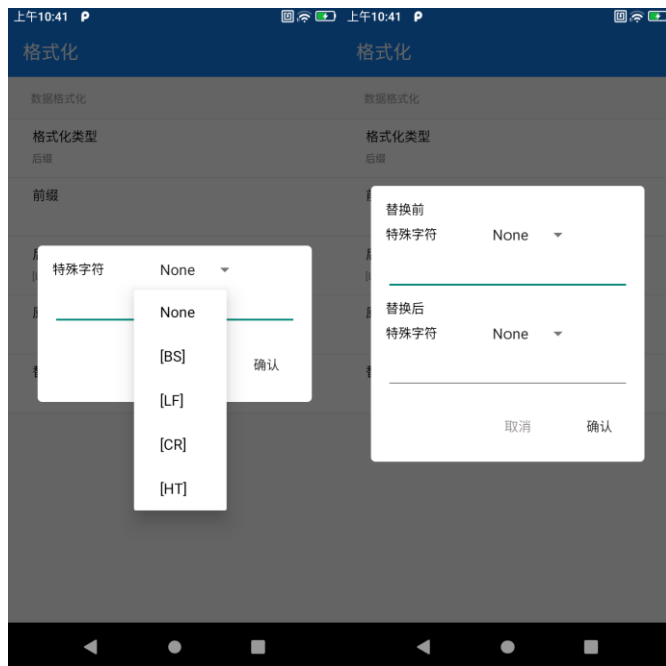 上午10:41
格式化
数据格式化
格式化类型
后缀
前缀
特殊字符 None
None
[BS]
[LF]
[CR]
[HT]
确认
上午10:41
格式化
数据格式化
格式化类型
后缀
替换前
特殊字符 None
替换后
特殊字符 None
取消 确认